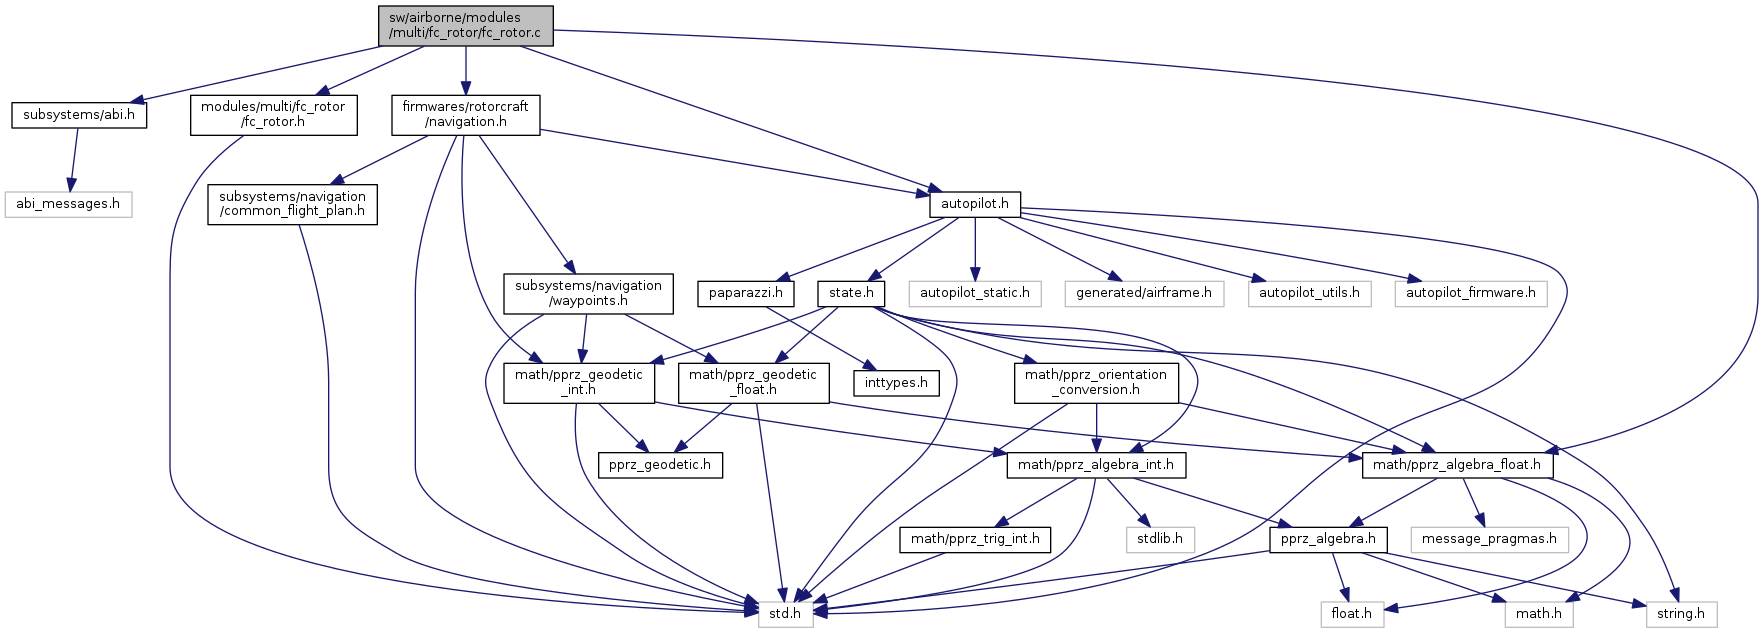 sw/airborne/modules
/multi/fc_rotor/fc_rotor.c
subsystems/abi.h
modules/multi/fc_rotor
/fc_rotor.h
firmwares/rotorcraft
/navigation.h
abi_messages.h
subsystems/navigation
/common_flight_plan.h
autopilot.h
subsystems/navigation
/waypoints.h
paparazzi.h
state.h
autopilot_static.h
generated/airframe.h
autopilot_utils.h
autopilot_firmware.h
math/pprz_geodetic
_int.h
math/pprz_geodetic
_float.h
inttypes.h
math/pprz_orientation
_conversion.h
pprz_geodetic.h
math/pprz_algebra_int.h
math/pprz_algebra_float.h
math/pprz_trig_int.h
stdlib.h
pprz_algebra.h
message_pragmas.h
std.h
float.h
math.h
string.h